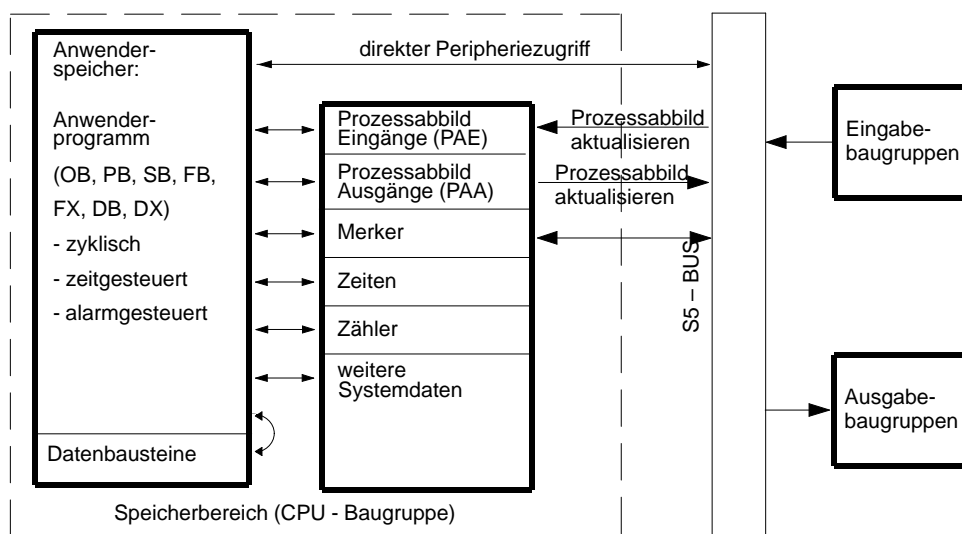 Anwender-
speicher:
Anwender-
programm
(OB, PB, SB, FB,
FX, DB, DX)
- zyklisch
- zeitgesteuert
- alarmgesteuert
Datenbausteine
direkter Peripheriezugriff
Prozessabbild
Eingänge (PAE)
Prozessabbild
Ausgänge (PAA)
Merker
Zeiten
Zähler
weitere
Systemdaten
Prozessabbild
aktualisieren
Prozessabbild
aktualisieren
S5 – BUS
Eingabe-
baugruppen
Ausgabe-
baugruppen
Speicherbereich (CPU - Baugruppe)